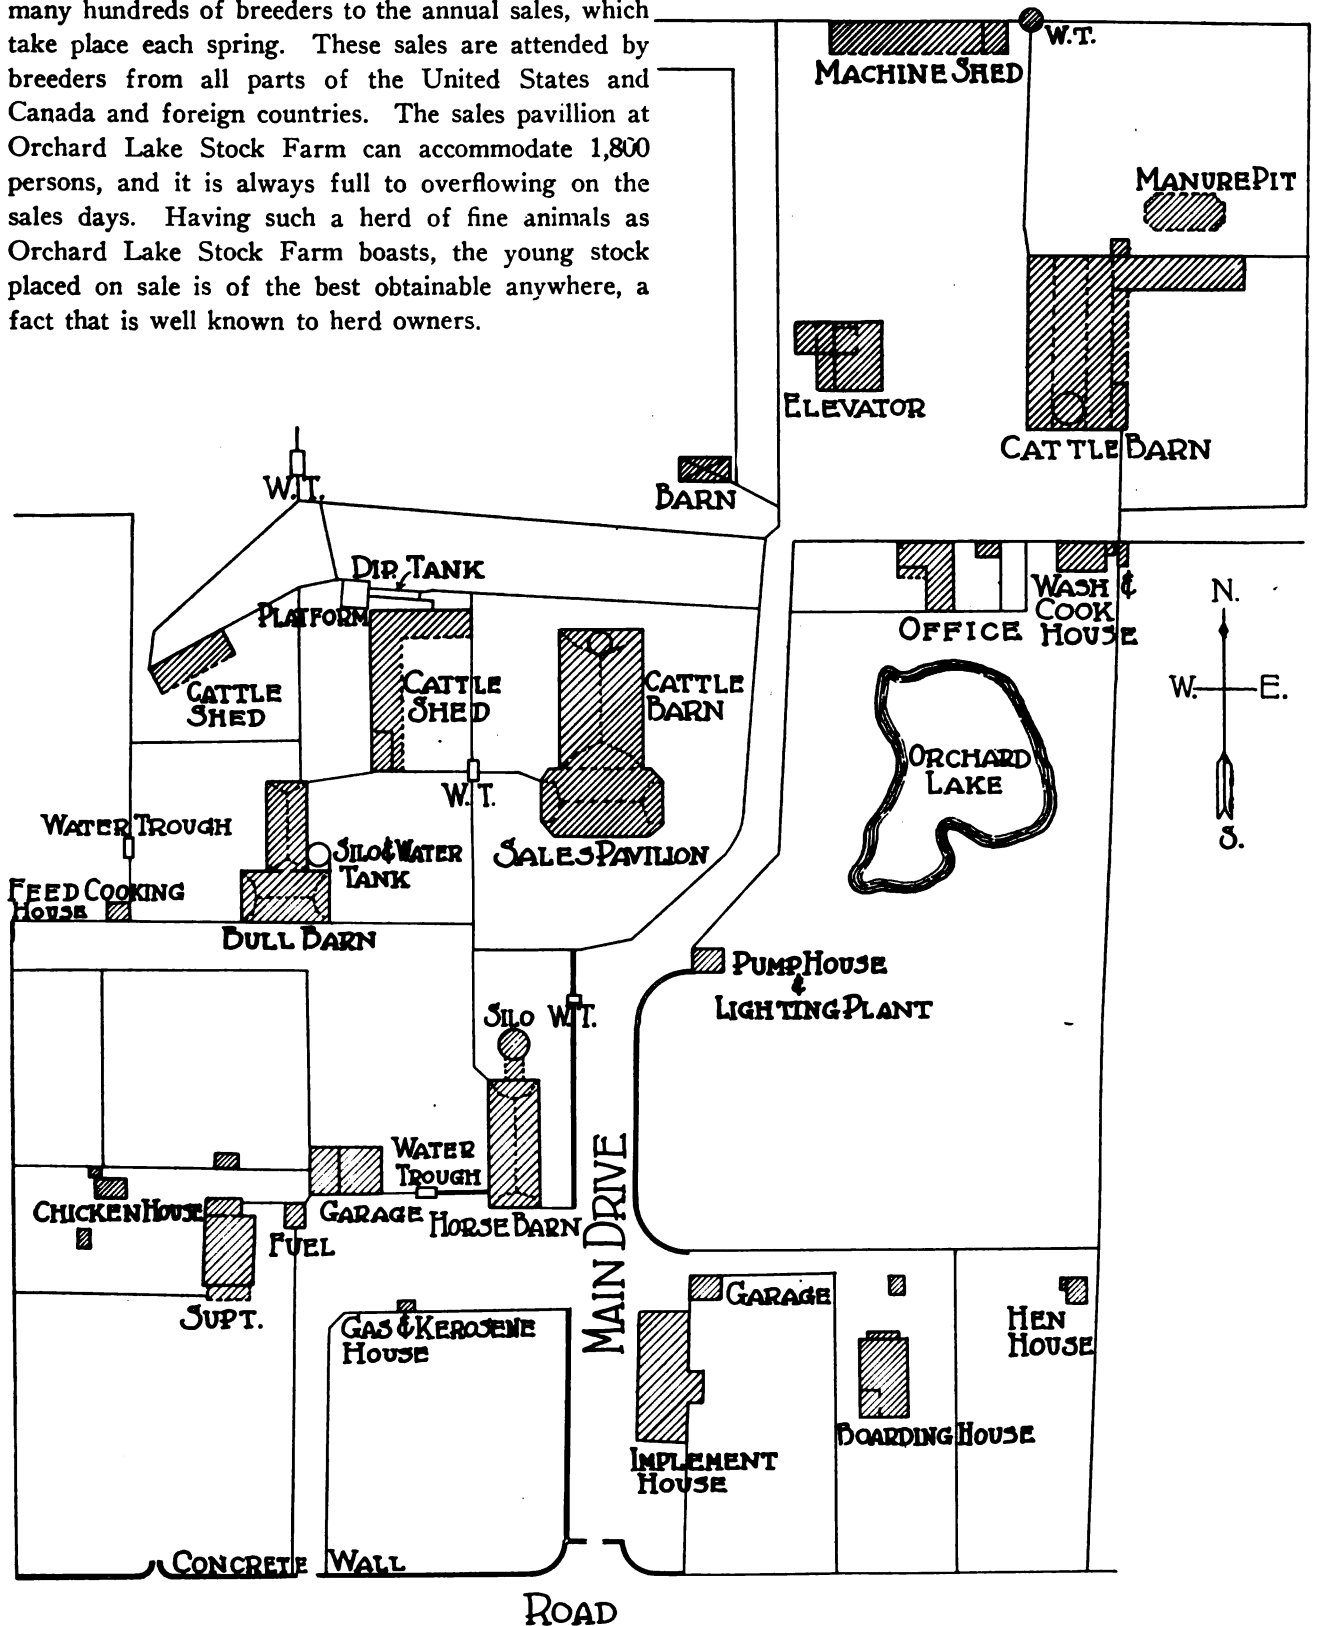 many hundreds of breeders to the annual sales, which
take place each spring. These sales are attended by
breeders from all parts of the United States and
Canada and foreign countries. The sales pavillion at
Orchard Lake Stock Farm can accommodate 1,800
persons, and it is always full to overflowing on the
sales days. Having such a herd of fine animals as
Orchard Lake Stock Farm boasts, the young stock
placed on sale is of the best obtainable anywhere, a
fact that is well known to herd owners.
W.T.
MACHINE SHED
MANURE PIT
ELEVATOR
CATTLE BARN
BARN
W.T.
DIP. TANK
PLATFORM
CATTLE
SHED
CATTLE
SHED
CATTLE
BARN
OFFICE
WASH &
COOK
HOUSE
N.
W.
E.
S.
ORCHARD
LAKE
W.T.
WATER TROUGH
SILO & WATER
TANK
SALES PAVILION
FEED COOKING
HOUSE
BULL BARN
PUMP HOUSE
&
LIGHTING PLANT
SILO
W.T.
WATER
TROUGH
CHICKEN HOUSE
GARAGE
HORSE BARN
FUEL
SUPT.
MAIN DRIVE
GARAGE
GAS & KEROSENE
HOUSE
HEN
HOUSE
BOARDING HOUSE
IMPLEMENT
HOUSE
CONCRETE WALL
ROAD